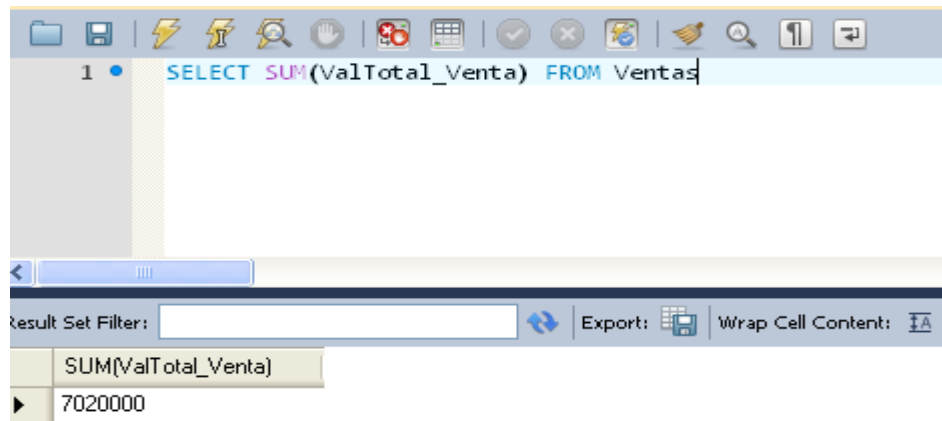 1 SELECT SUM(ValTotal_Venta) FROM Ventas
Result Set Filter: Export: Wrap Cell Content:
SUM(ValTotal_Venta)
7020000